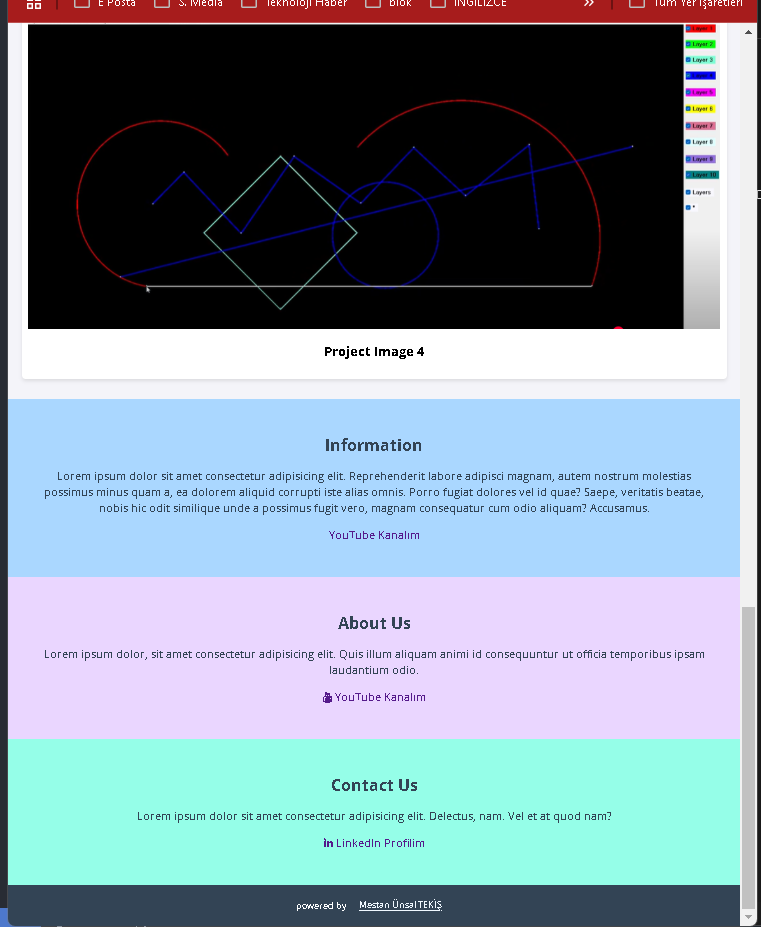 E Posta
S. Media
Teknoloji Haber
blok
İNGİLİZCE
»
Tüm Yer İşaretleri
Layer 1
Layer 2
Layer 3
Layer 5
Layer 6
Layer 7
Layer 8
Layer 9
Layer 10
Layers
*
Project Image 4
Information
Lorem ipsum dolor sit amet consectetur adipisicing elit. Reprehenderit labore adipisci magnam, autem nostrum molestias
possimus minus quam a, ea dolorem aliquid corrupti iste alias omnis. Porro fugiat dolores vel id quae? Saepe, veritatis beatae,
nobis hic odit similique unde a possimus fugit vero, magnam consequatur cum odio aliquam? Accusamus.
YouTube Kanalım
About Us
Lorem ipsum dolor, sit amet consectetur adipisicing elit. Quis illum aliquam animi id consequuntur ut officia temporibus ipsam
laudantium odio.
YouTube Kanalım
Contact Us
Lorem ipsum dolor sit amet consectetur adipisicing elit. Delectus, nam. Vel et at quod nam?
in LinkedIn Profilim
powered by Mestan Ünsal TEKİŞ